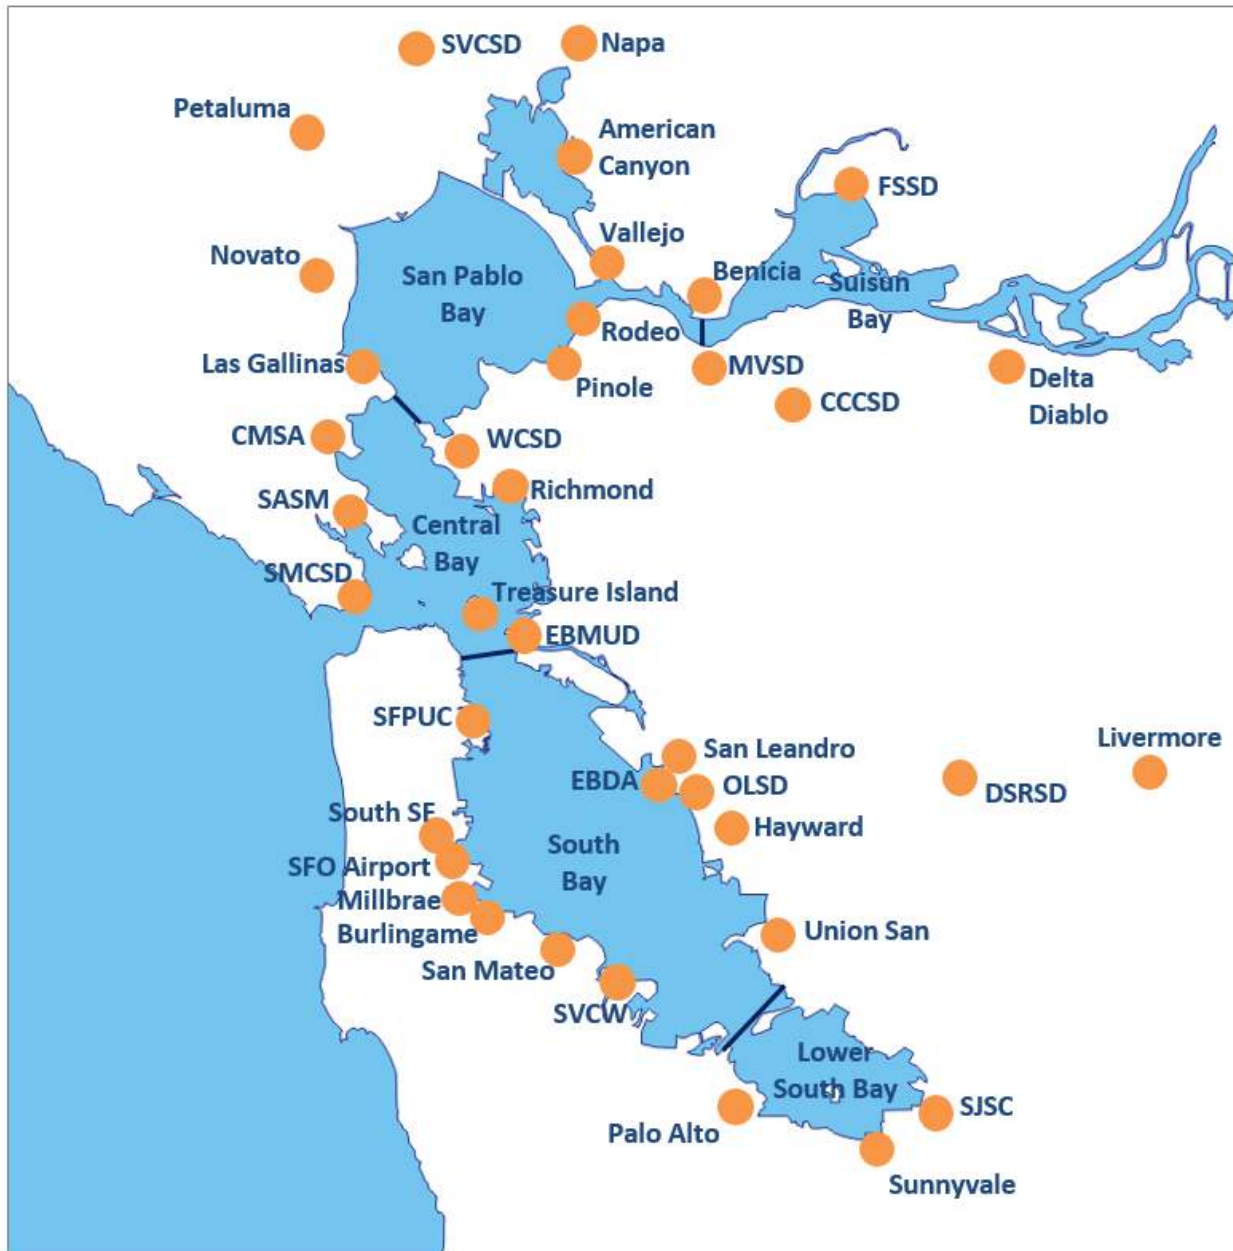 SVCSD
Napa
Petaluma
American
Canyon
FSSD
Vallejo
Novato
San Pablo
Bay
Benicia
Suisun
Bay
Rodeo
Las Gallinas
Pinole
MVSD
Delta
Diablo
CCCSD
CMSA
WCSD
Richmond
SASM
Central
Bay
SMCSD
Treasure Island
EBMUD
SFPUC
San Leandro
Livermore
EBDA
OLSD
DSRSD
South SF
Hayward
SFO Airport
South
Bay
Millbrae
Burlingame
Union San
San Mateo
SVCW
Lower
South Bay
SJSC
Palo Alto
Sunnyvale